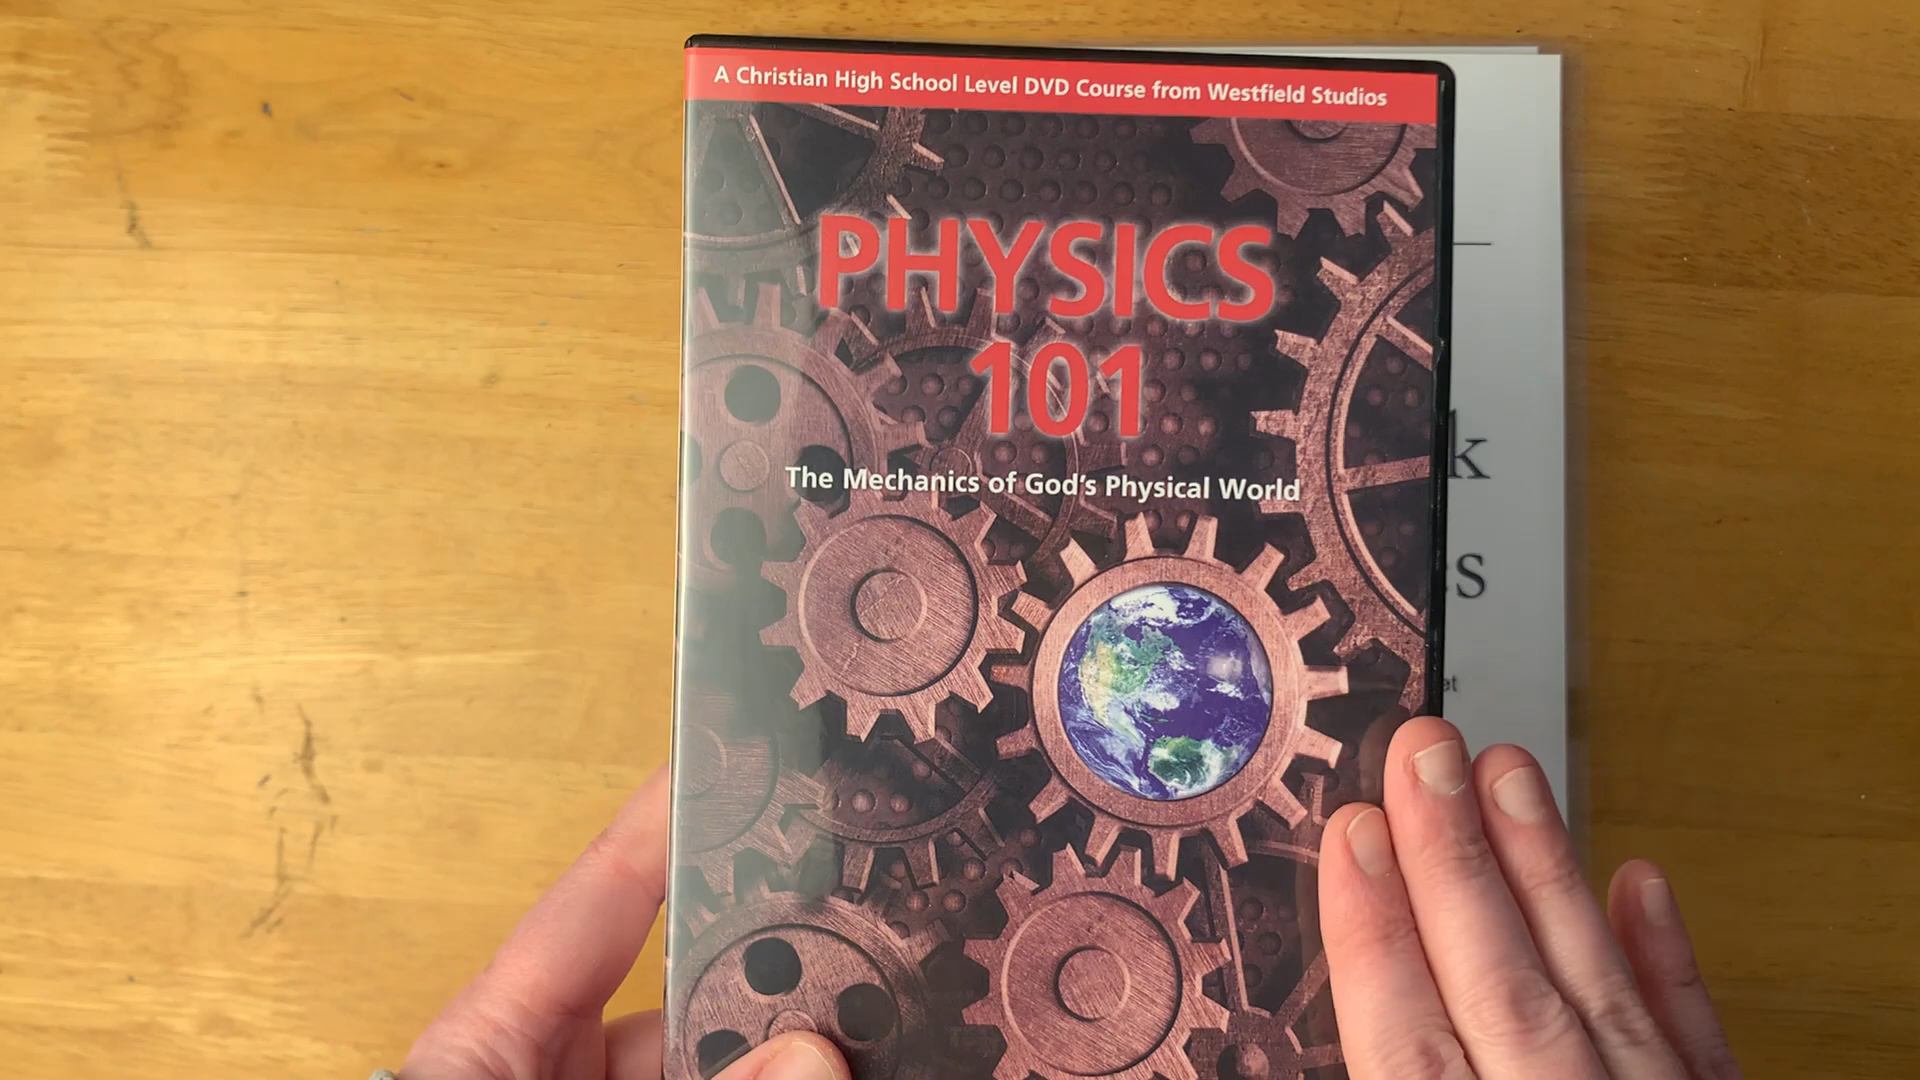 A Christian High School Level DVD Course from Westfield Studios
PHYSICS
101
The Mechanics of God's Physical World